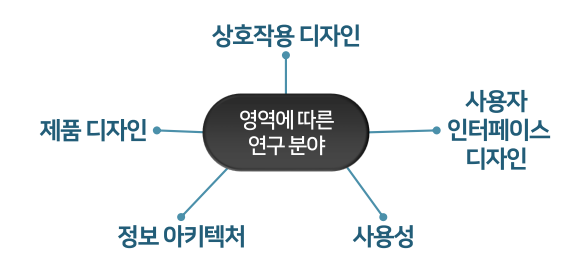 상호작용 디자인
영역에 따른
연구 분야
제품 디자인
사용자
인터페이스
디자인
정보 아키텍처
사용성